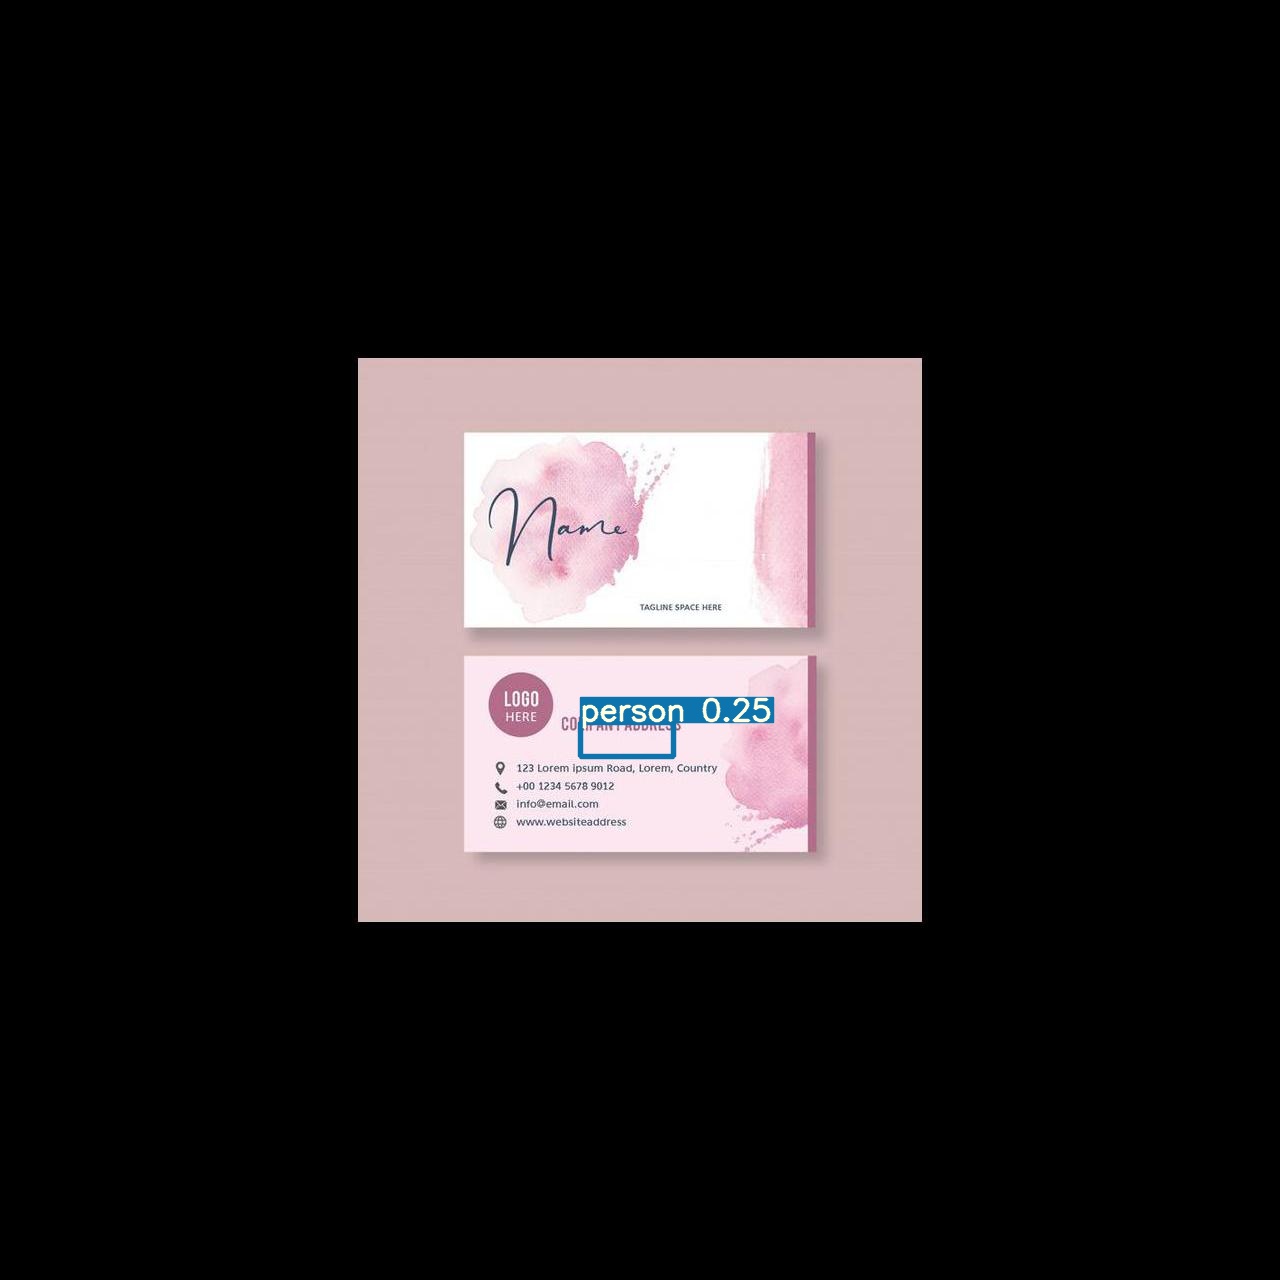 Name
TAGLINE SPACE HERE
LOGO
HERE
person 0.25
123 Lorem ipsum Road, Lorem, Country
+00 1234 5678 9012
info@email.com
www.websiteaddress